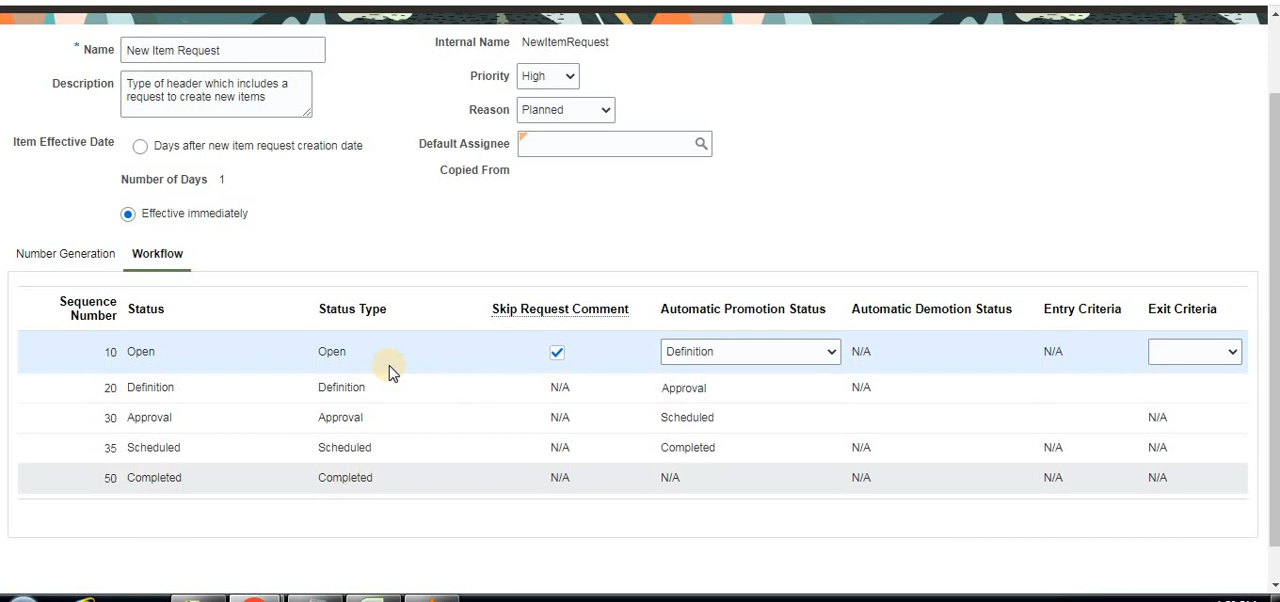 * Name New Item Request
Internal Name NewItemRequest
Description Type of header which includes a
request to create new items
Priority High
Reason Planned
Item Effective Date Days after new item request creation date
Default Assignee
Copied From
Number of Days 1
Effective immediately
Number Generation Workflow
Sequence
Number Status Status Type Skip Request Comment Automatic Promotion Status Automatic Demotion Status Entry Criteria Exit Criteria
10 Open Open Definition N/A N/A
20 Definition Definition N/A Approval N/A
30 Approval Approval N/A Scheduled N/A
35 Scheduled Scheduled N/A Completed N/A N/A N/A
50 Completed Completed N/A N/A N/A N/A N/A